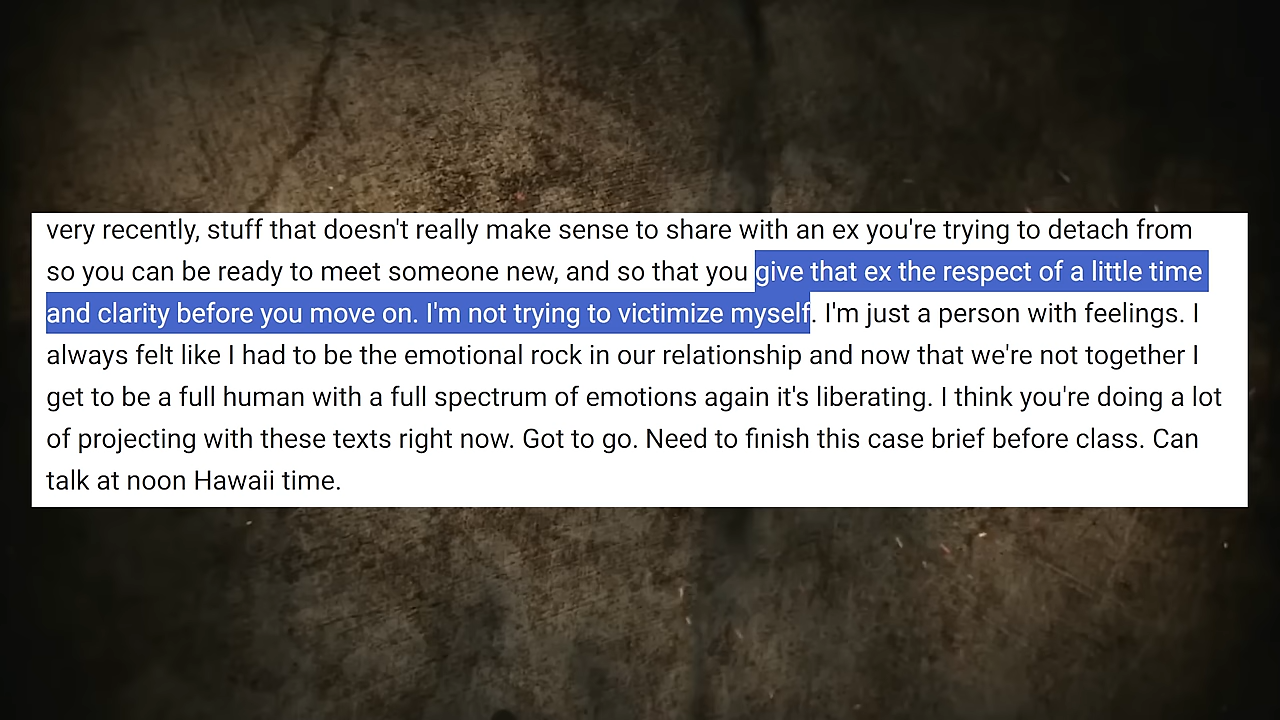 very recently, stuff that doesn't really make sense to share with an ex you're trying to detach from
so you can be ready to meet someone new, and so that you give that ex the respect of a little time
and clarity before you move on. I'm not trying to victimize myself. I'm just a person with feelings. I
always felt like I had to be the emotional rock in our relationship and now that we're not together I
get to be a full human with a full spectrum of emotions again it's liberating. I think you're doing a lot
of projecting with these texts right now. Got to go. Need to finish this case brief before class. Can
talk at noon Hawaii time.